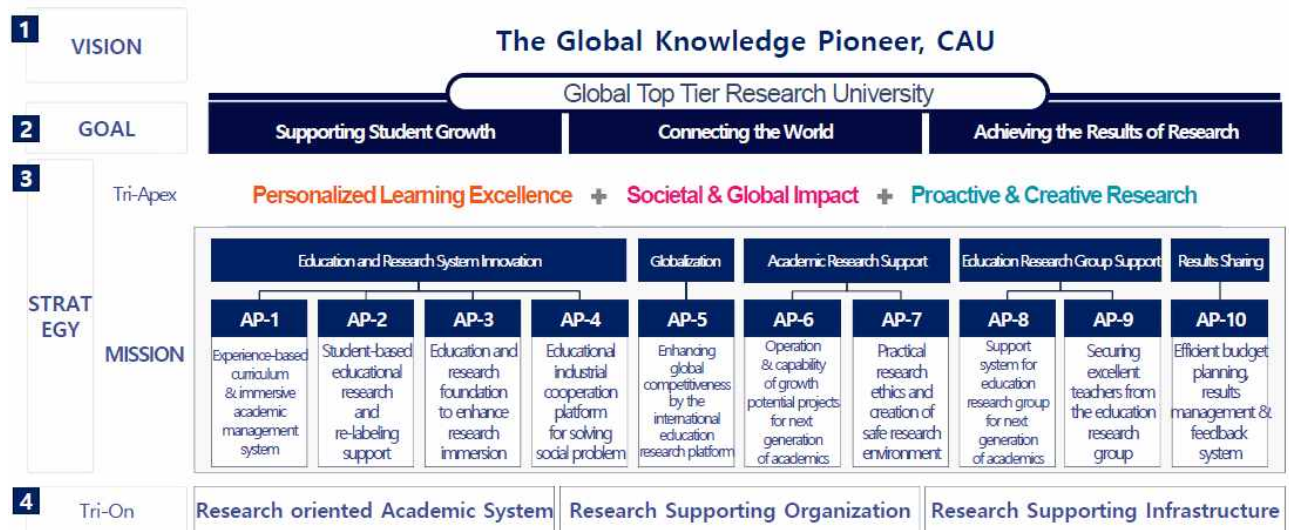 1
VISION
The Global Knowledge Pioneer, CAU
Global Top Tier Research University
2
GOAL
Supporting Student Growth
Connecting the World
Achieving the Results of Research
3
STRAT
EGY
Tri-Apex
Personalized Learning Excellence + Societal & Global Impact + Proactive & Creative Research
MISSION
Education and Research System Innovation
Globalization
Academic Research Support
Education Research Group Support
Results Sharing
AP-1
Experience-based
curriculum
& immersive
academic
management
system
AP-2
Student-based
educational
research
and
re-labeling
support
AP-3
Education and
research
foundation
to enhance
research
immersion
AP-4
Educational
industrial
cooperation
platform
for solving
social problem
AP-5
Enhancing
global
competitiveness
by the
international
education
research platform
AP-6
Operation
& capability
of growth
potential projects
for next
generation
of academics
AP-7
Practical
research
ethics and
creation of
safe research
environment
AP-8
Support
system for
education
research group
for next
generation
of academics
AP-9
Securing
excellent
teachers from
the education
research
group
AP-10
Efficient budget
planning,
results
management &
feedback
system
4
Tri-On
Research oriented Academic System
Research Supporting Organization
Research Supporting Infrastructure